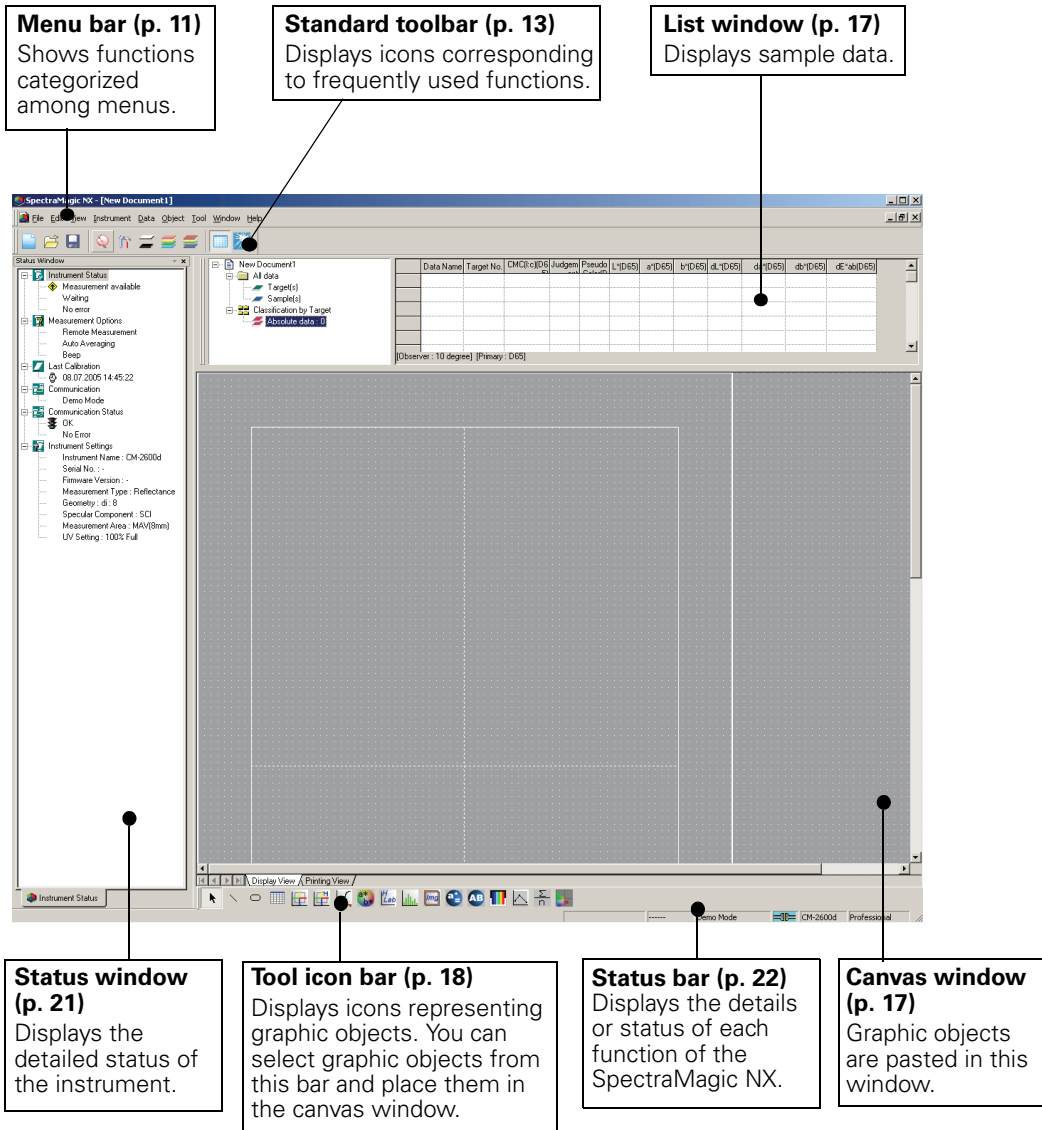 Menu bar (p. 11)
Shows functions
categorized
among menus.
Standard toolbar (p. 13)
Displays icons corresponding
to frequently used functions.
List window (p. 17)
Displays sample data.
SpectraMagic NX - [New Document1]
File Edit View Instrument Data Object Tool Window Help
Status Window
Instrument Status
Measurement available
Waiting
No error
Measurement Options
Remote Measurement
Auto Averaging
Beep
Last Calibration
08.07.2005 14:45:22
Communication
Demo Mode
Communication Status
OK
No Error
Instrument Settings
Instrument Name : CM-2600d
Serial No. : -
Firmware Version : -
Measurement Type : Reflectance
Geometry : di : 8
Specular Component : SCI
Measurement Area : MAV(8mm)
UV Setting : 100% Full
Instrument Status
New Document1
All data
Target(s)
Sample(s)
Classification by Target
Absolute data : 0
Data Name Target No. CMC(l:c)(D6 Judgem Pseudo L*(D65) a*(D65) b*(D65) dL*(D65) da*(D65) db*(D65) dE*ab(D65)
[Observer : 10 degree] [Primary : D65]
Display View Printing View
Demo Mode CM-2600d Professional
Status window
(p. 21)
Displays the
detailed status of
the instrument.
Tool icon bar (p. 18)
Displays icons representing
graphic objects. You can
select graphic objects from
this bar and place them in
the canvas window.
Status bar (p. 22)
Displays the details
or status of each
function of the
SpectraMagic NX.
Canvas window
(p. 17)
Graphic objects
are pasted in this
window.